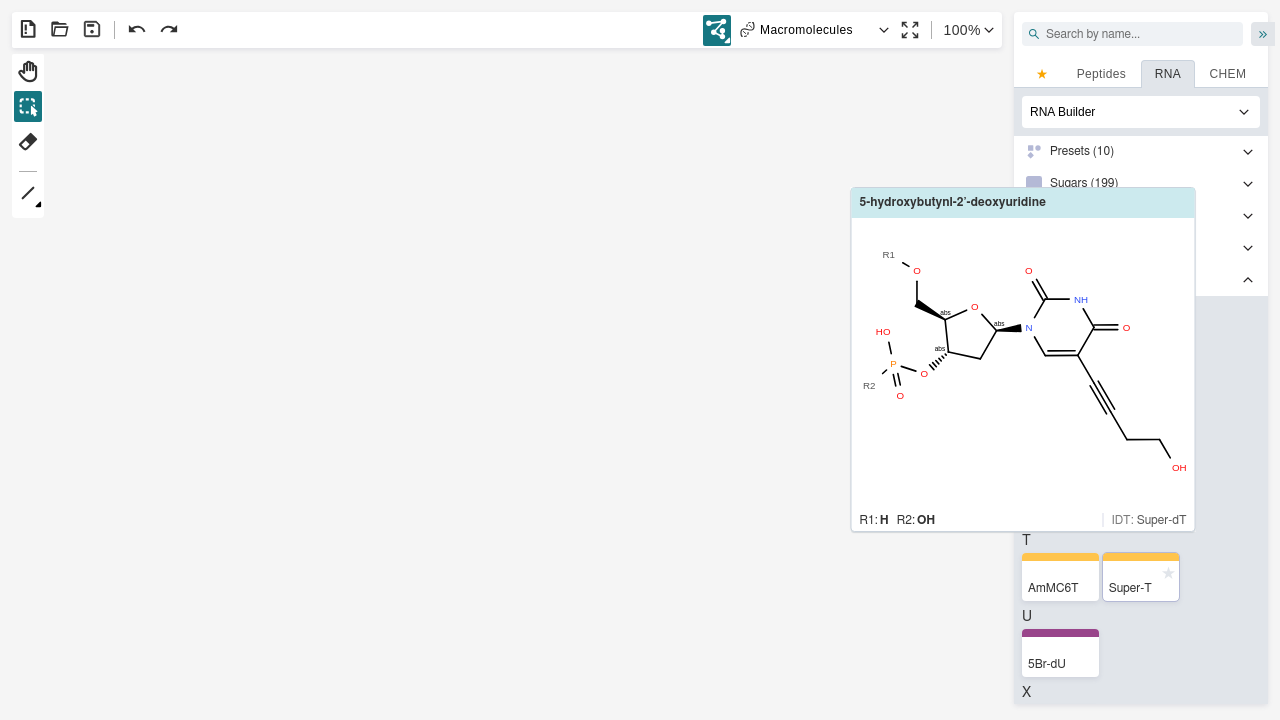 Macromolecules
100%
Search by name...
Peptides
RNA
CHEM
RNA Builder
Presets (10)
Sugars (199)
5-hydroxybutynl-2'-deoxyuridine
R1
O
O
O
NH
abs
abs
N
O
HO
abs
P
O
R2
O
OH
R1: H R2: OH
IDT: Super-dT
T
AmMC6T
Super-T
U
5Br-dU
X